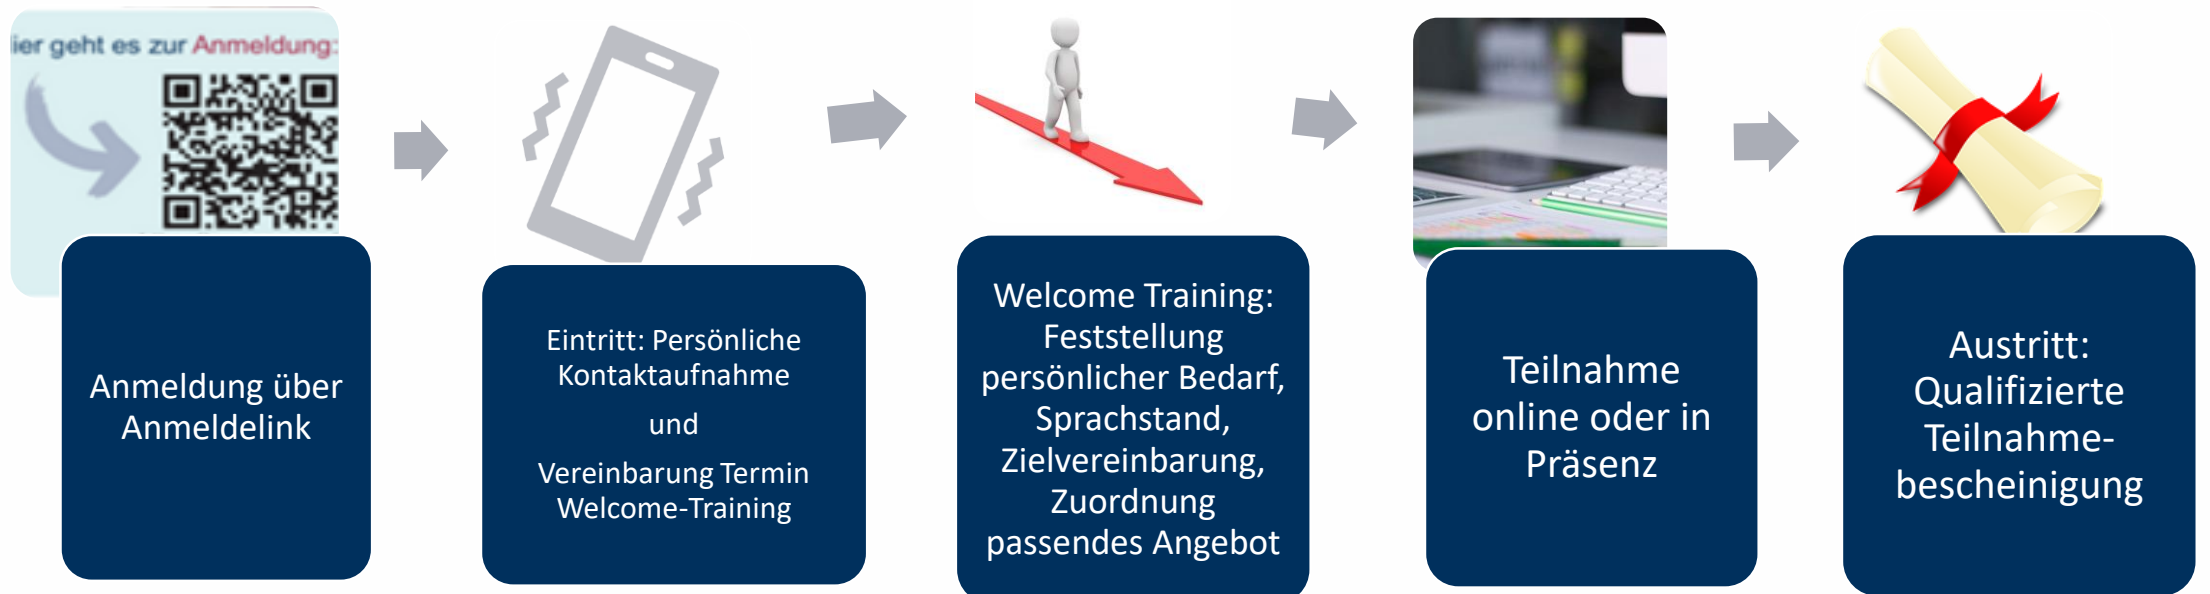 ier geht es zur Anmeldung:
Anmeldung über
Anmeldelink
Eintritt: Persönliche
Kontaktaufnahme
und
Vereinbarung Termin
Welcome-Training
Welcome Training:
Feststellung
persönlicher Bedarf,
Sprachstand,
Zielvereinbarung,
Zuordnung
passendes Angebot
Teilnahme
online oder in
Präsenz
Austritt:
Qualifizierte
Teilnahme-
bescheinigung